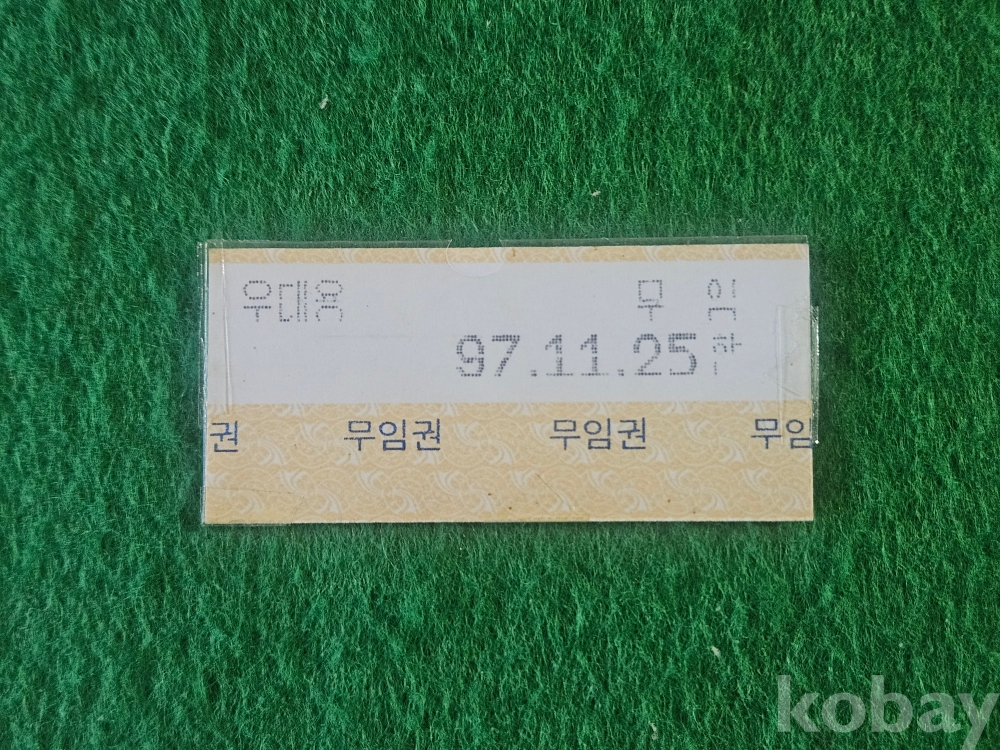 우대용 무 임
97.11.25
권 무임권 무임권 무임
kobay